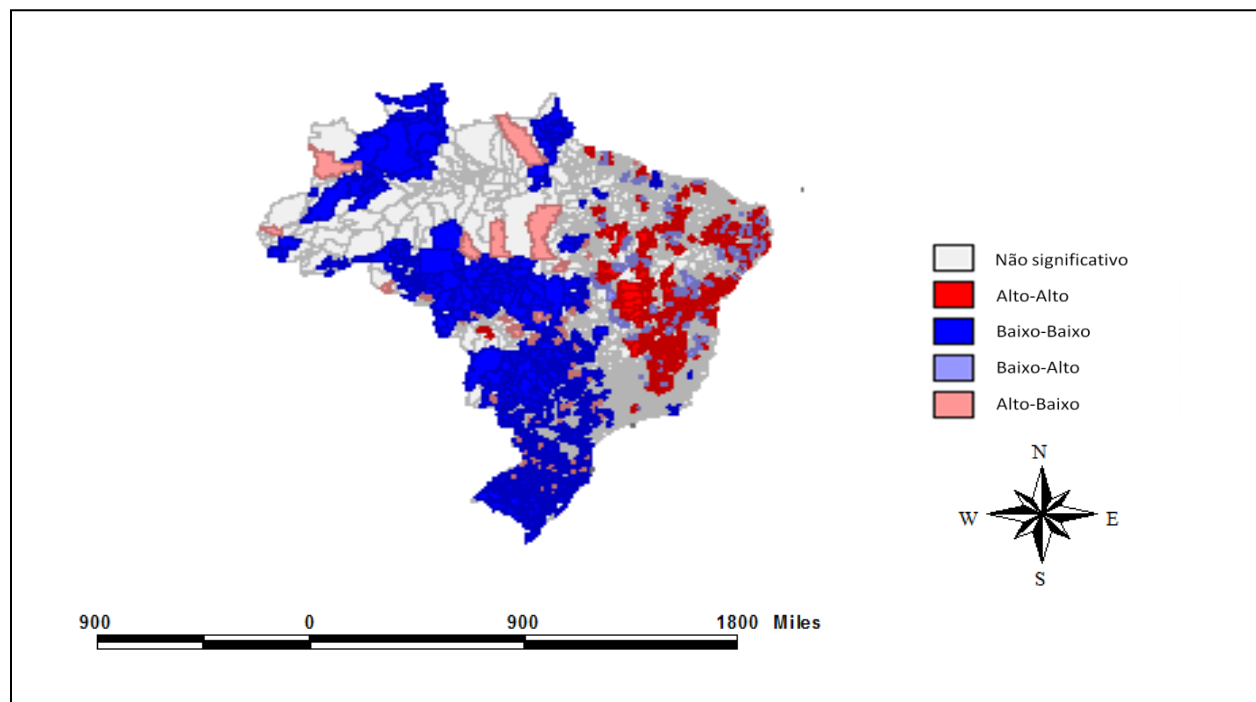 Não significativo
Alto-Alto
Baixo-Baixo
Baixo-Alto
Alto-Baixo
N
W E
S
900 0 900 1800 Miles